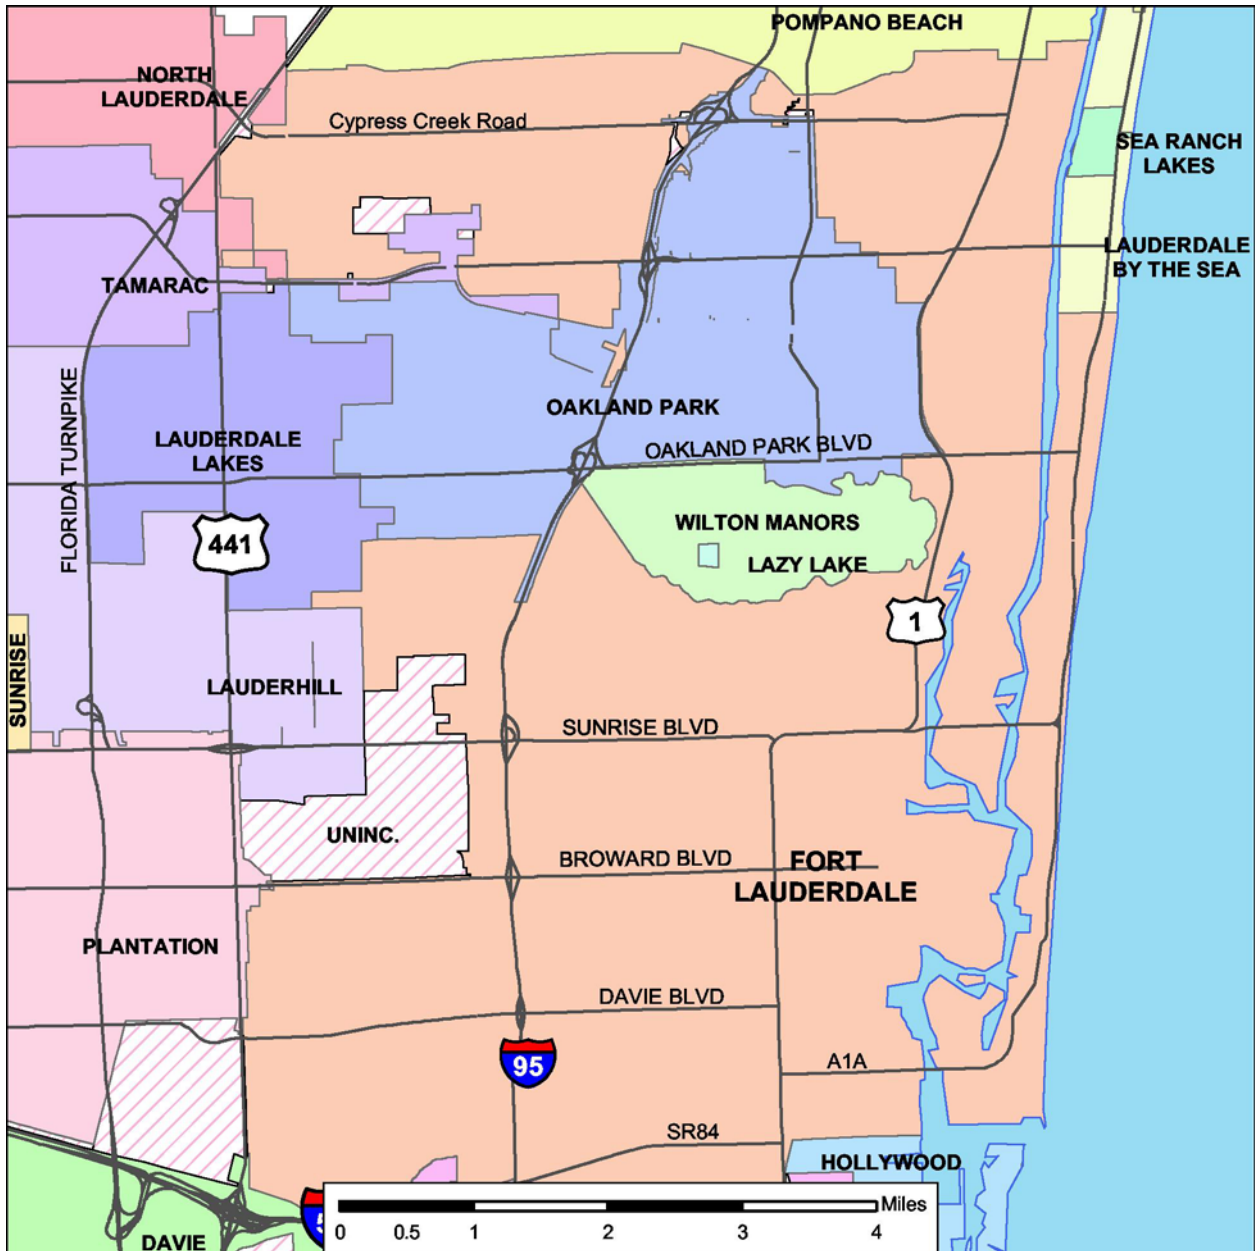 POMPANO BEACH
NORTH
LAUDERDALE
Cypress Creek Road
SEA RANCH
LAKES
LAUDERDALE
BY THE SEA
TAMARAC
FLORIDA TURNPIKE
OAKLAND PARK
LAUDERDALE
LAKES
OAKLAND PARK BLVD
WILTON MANORS
441
LAZY LAKE
1
SUNRISE
LAUDERHILL
SUNRISE BLVD
UNINC.
BROWARD BLVD
FORT
LAUDERDALE
PLANTATION
DAVIE BLVD
95
A1A
SR84
HOLLYWOOD
DAVIE
Miles
0 0.5 1 2 3 4